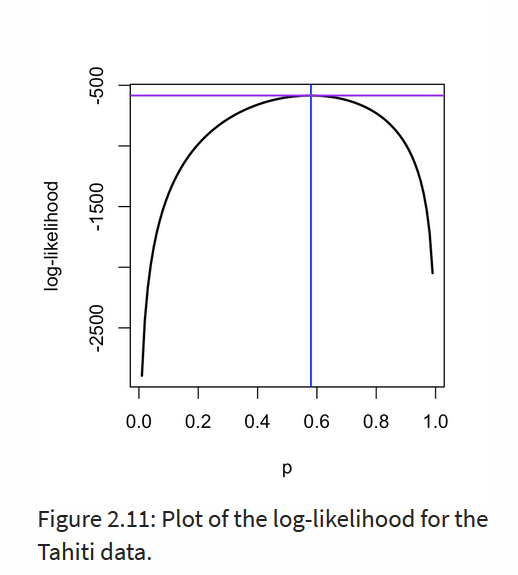 -500
-1500
-2500
log-likelihood
0.0 0.2 0.4 0.6 0.8 1.0
p
Figure 2.11: Plot of the log-likelihood for the
Tahiti data.